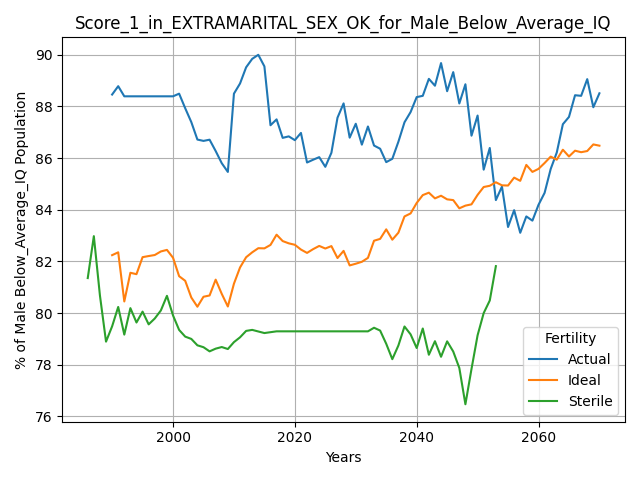 Score_1_in_EXTRAMARITAL_SEX_OK_for_Male_Below_Average_IQ
% of Male Below_Average_IQ Population
90
88
86
84
82
80
78
76
2000
2020
2040
2060
Years
Fertility
Actual
Ideal
Sterile